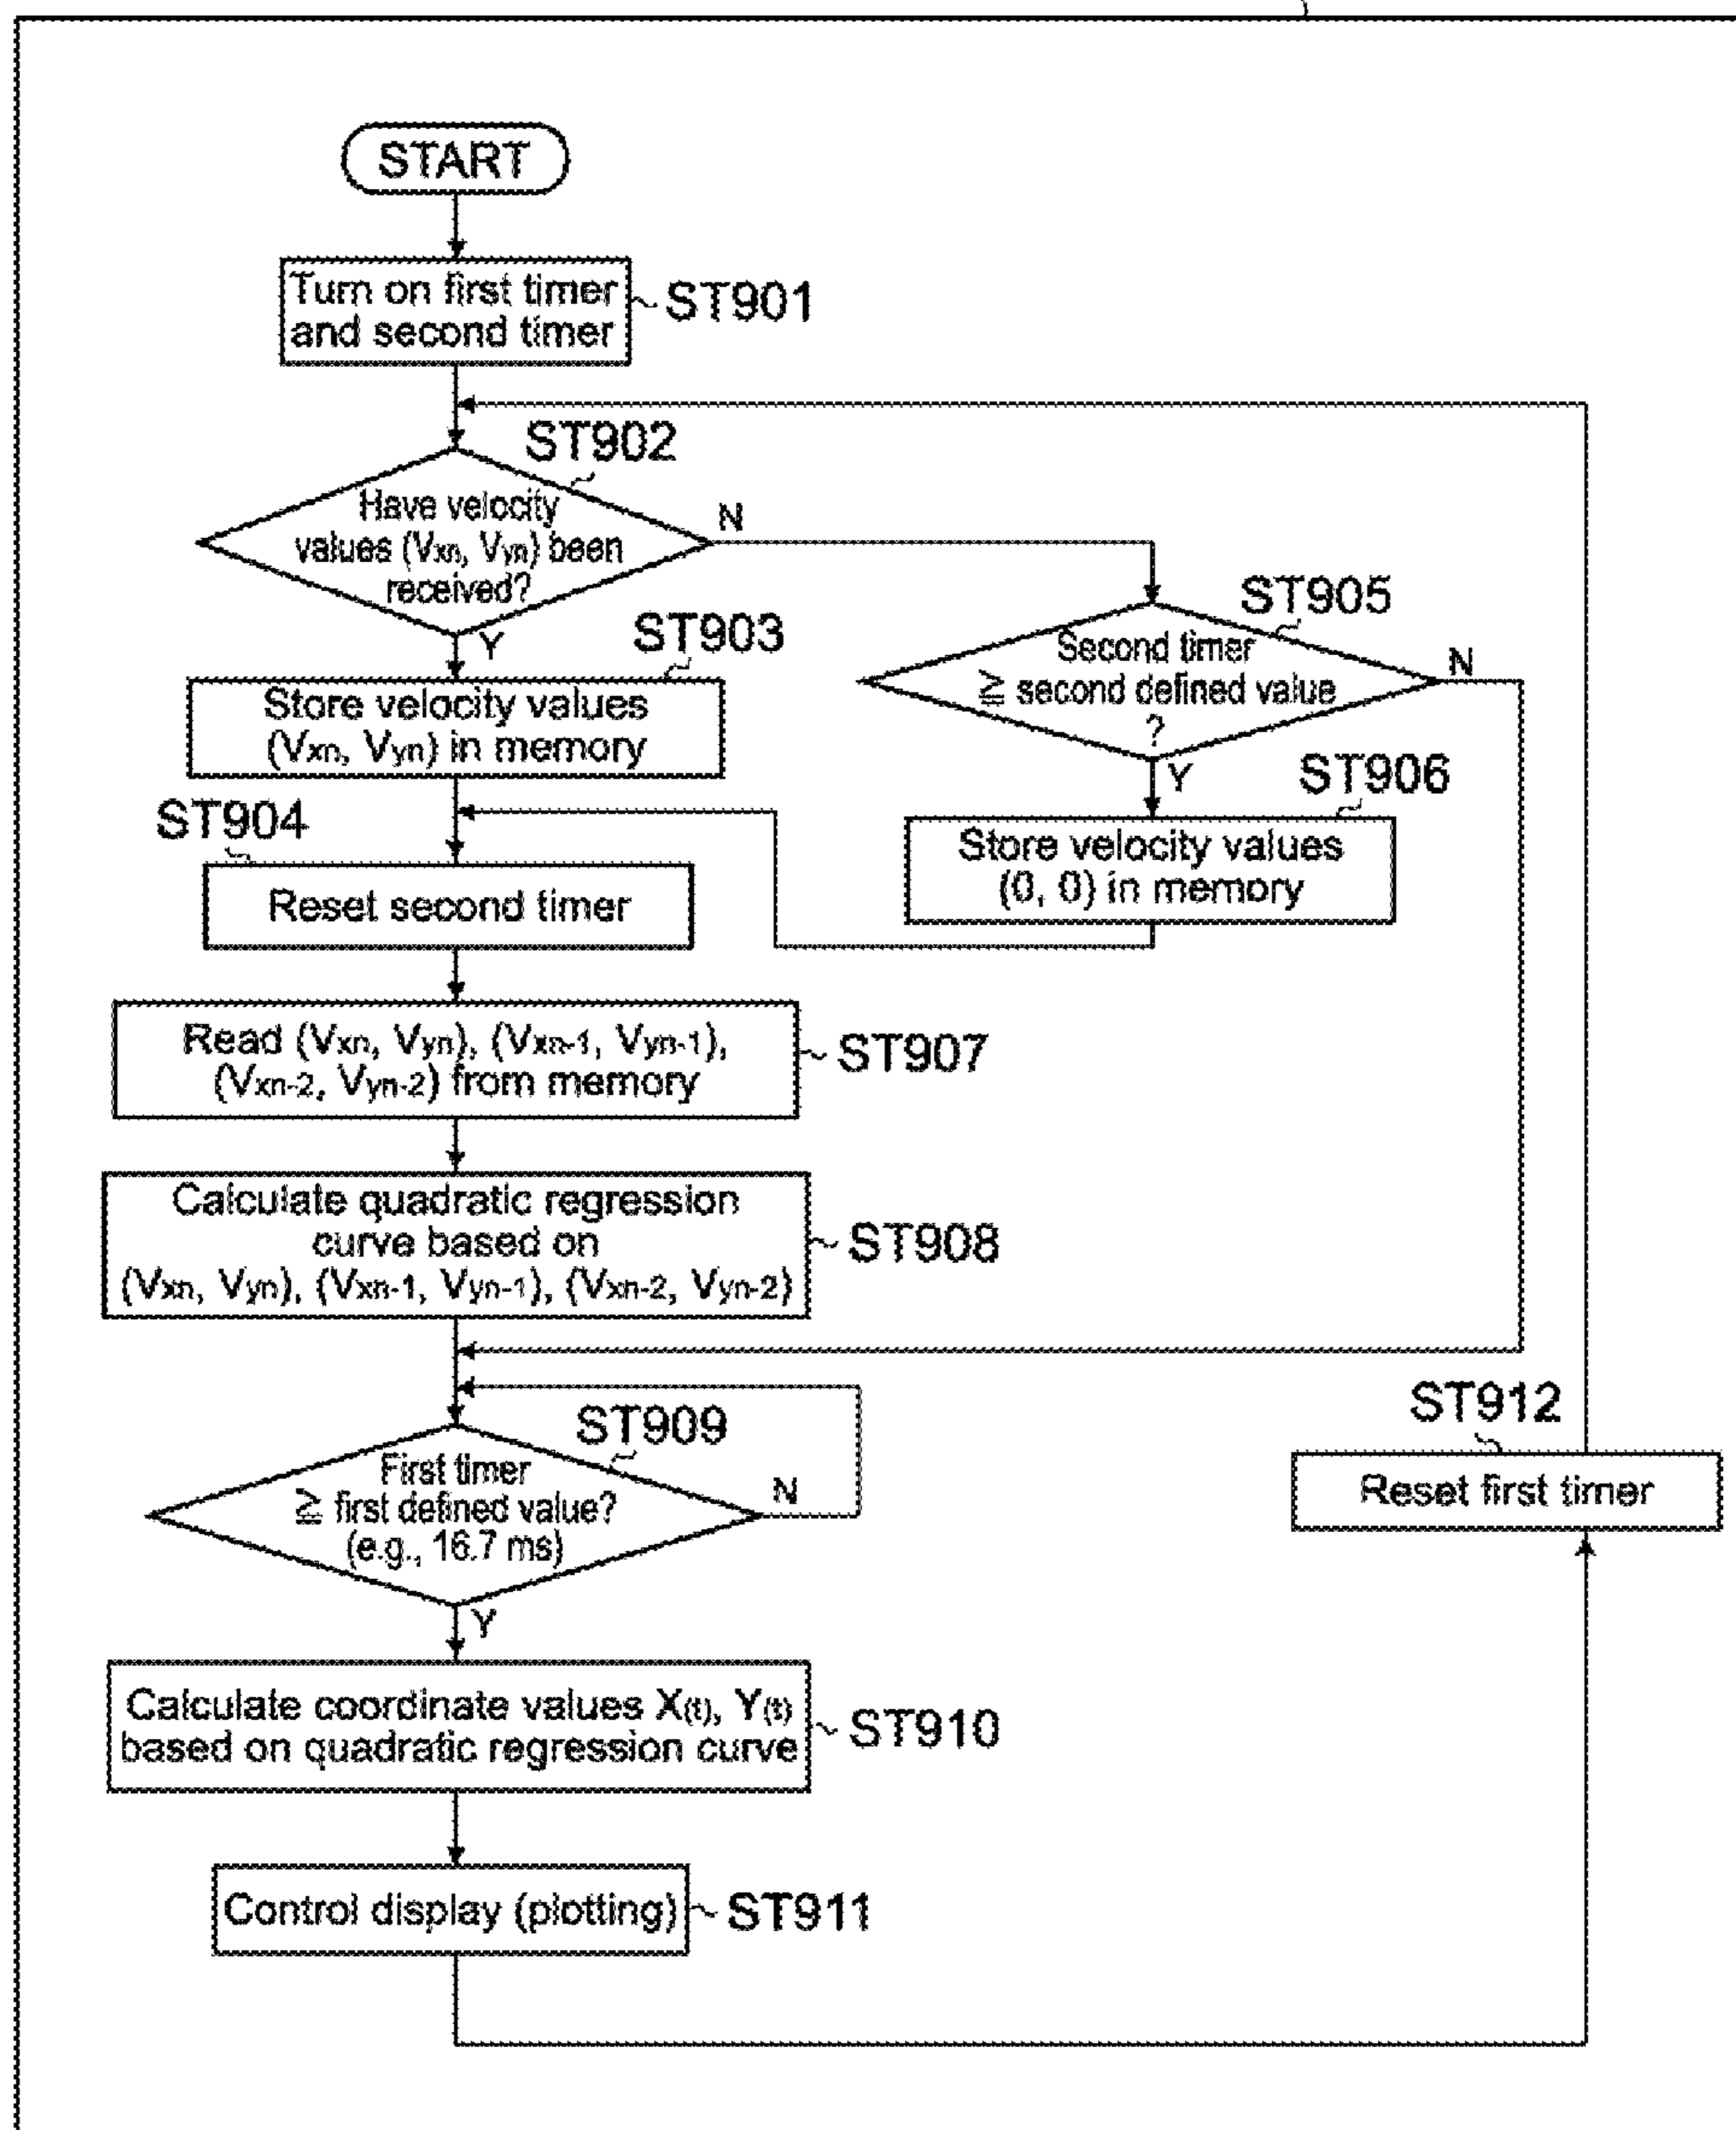 START
Turn on first timer
and second timer
ST901
ST902
Have velocity
values (Vxn, Vyn) been
received?
N
Y
ST903
Store velocity values
(Vxn, Vyn) in memory
ST905
Second timer
≧ second defined value
?
N
Y
ST906
Store velocity values
(0, 0) in memory
ST904
Reset second timer
Read (Vxn, Vyn), (Vxn-1, Vyn-1),
(Vxn-2, Vyn-2) from memory
ST907
Calculate quadratic regression
curve based on
(Vxn, Vyn), (Vxn-1, Vyn-1), (Vxn-2, Vyn-2)
ST908
ST909
First timer
≧ first defined value?
(e.g., 16.7 ms)
N
Y
Calculate coordinate values X(t), Y(t)
based on quadratic regression curve
ST910
Control display (plotting)
ST911
ST912
Reset first timer